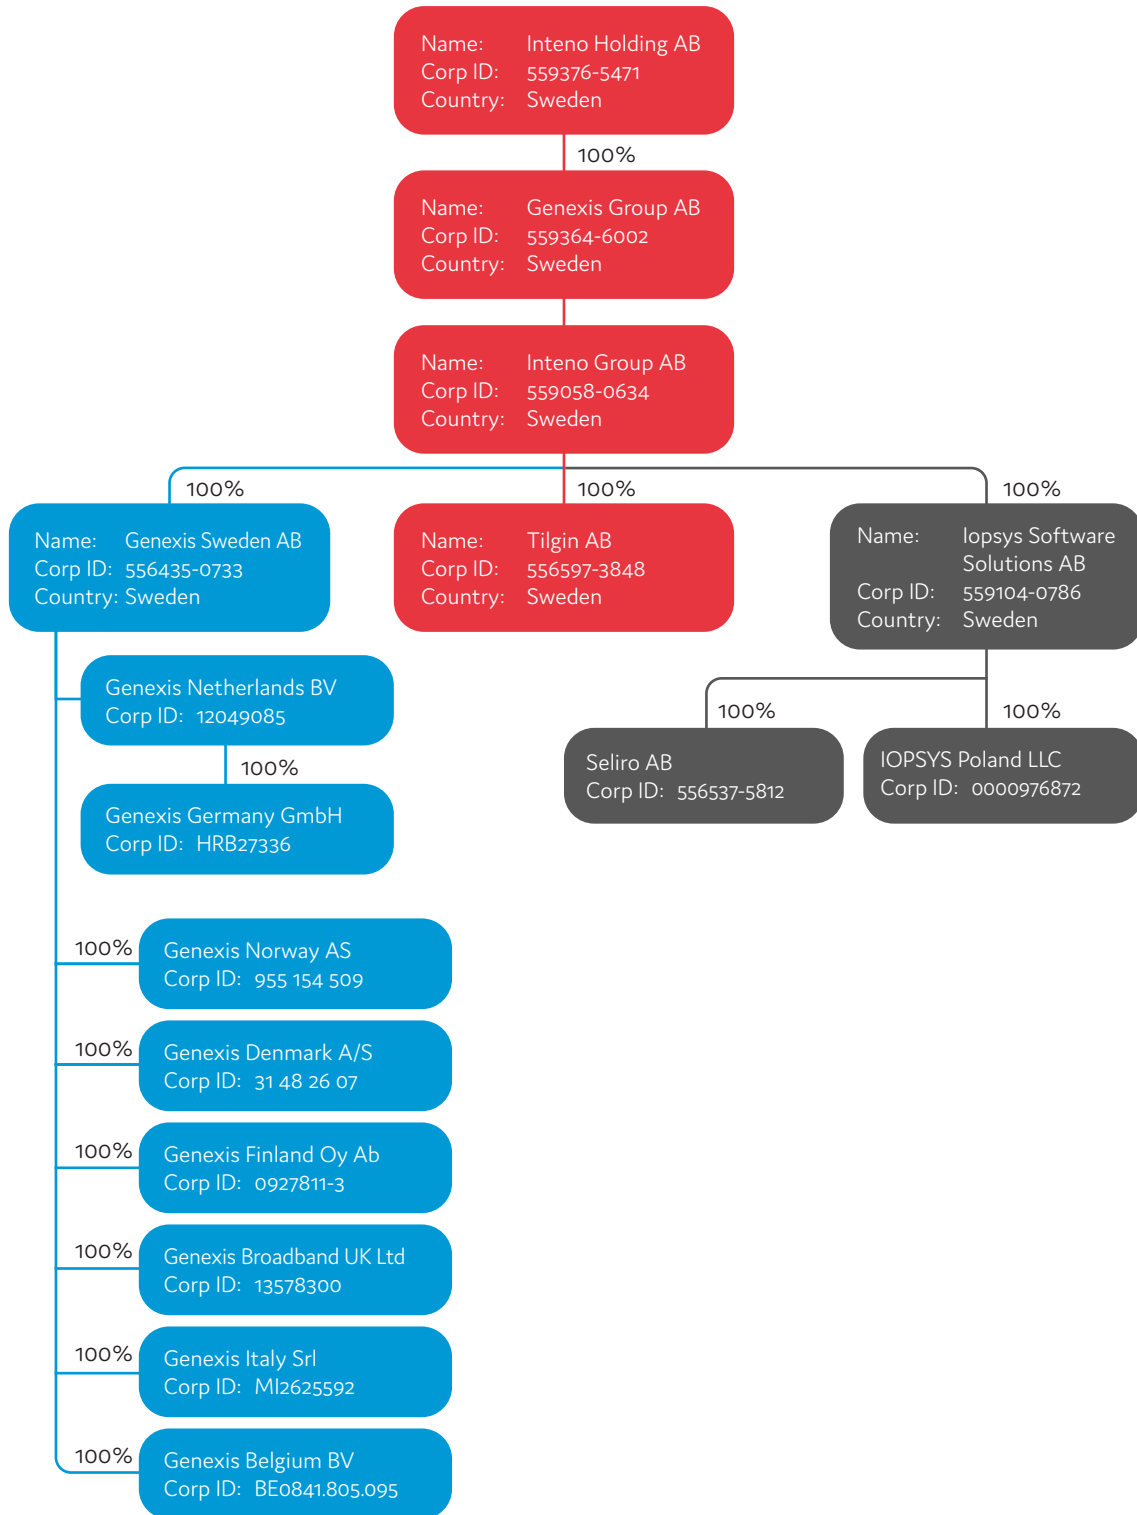 Name: Inteno Holding AB
Corp ID: 559376-5471
Country: Sweden
100%
Name: Genexis Group AB
Corp ID: 559364-6002
Country: Sweden
Name: Inteno Group AB
Corp ID: 559058-0634
Country: Sweden
100%
100%
100%
Name: Genexis Sweden AB
Corp ID: 556435-0733
Country: Sweden
Name: Tilgin AB
Corp ID: 556597-3848
Country: Sweden
Name: Iopsys Software
Solutions AB
Corp ID: 559104-0786
Country: Sweden
Genexis Netherlands BV
Corp ID: 12049085
100%
Genexis Germany GmbH
Corp ID: HRB27336
100%
100%
Seliro AB
Corp ID: 556537-5812
IOPSYS Poland LLC
Corp ID: 0000976872
100%
Genexis Norway AS
Corp ID: 955 154 509
100%
Genexis Denmark A/S
Corp ID: 31 48 26 07
100%
Genexis Finland Oy Ab
Corp ID: 0927811-3
100%
Genexis Broadband UK Ltd
Corp ID: 13578300
100%
Genexis Italy Srl
Corp ID: MI2625592
100%
Genexis Belgium BV
Corp ID: BE0841.805.095